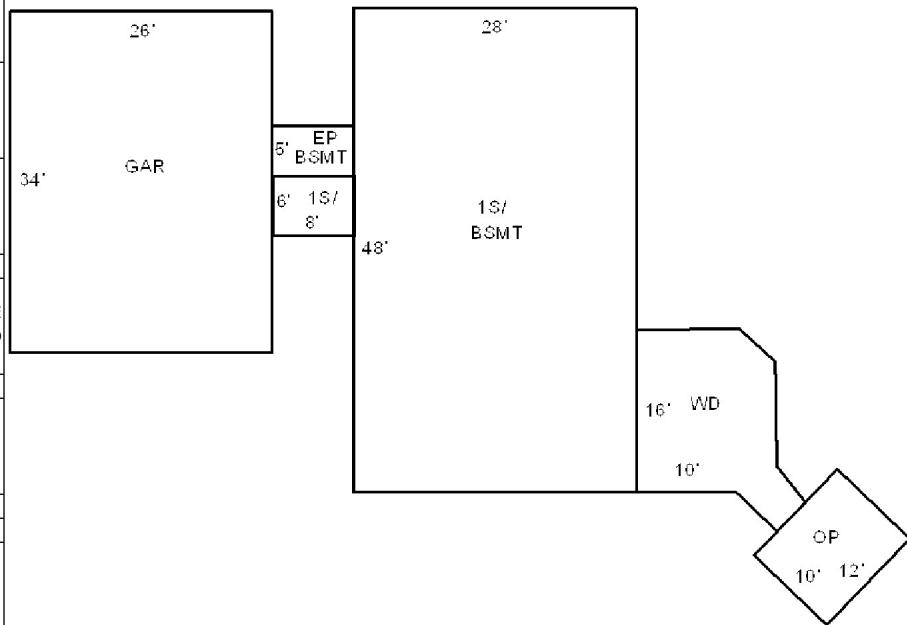 26'
GAR
34'
5' EP
BSMT
6' 1S/
8'
28'
1S/
BSMT
48'
16' WD
10'
OP
10' 12'